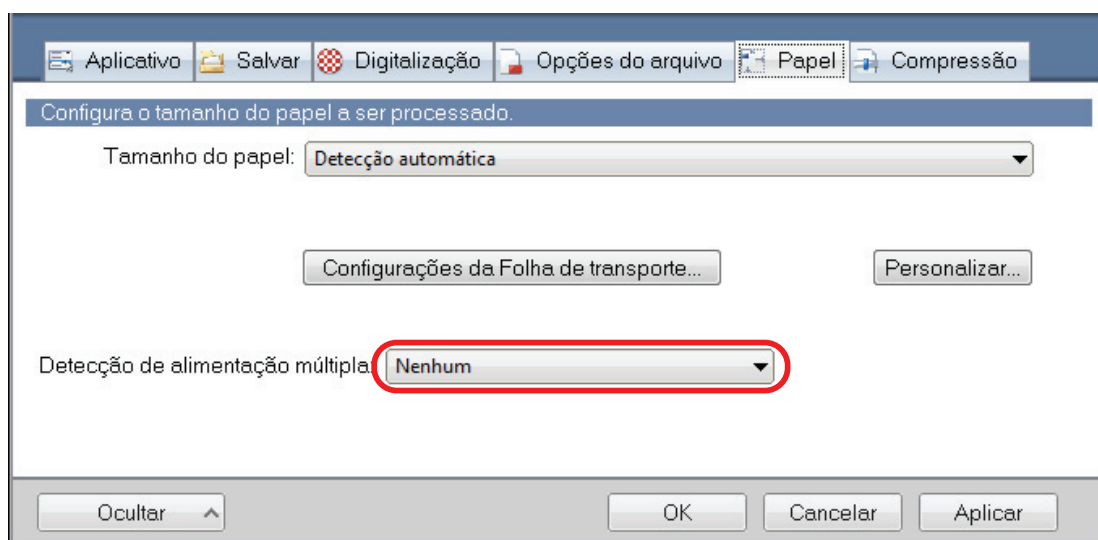 Aplicativo Salvar Digitalização Opções do arquivo Papel Compressão
Configura o tamanho do papel a ser processado.
Tamanho do papel: Detecção automática
Configurações da Folha de transporte... Personalizar...
Detecção de alimentação múltipla: Nenhum
Ocultar OK Cancelar Aplicar